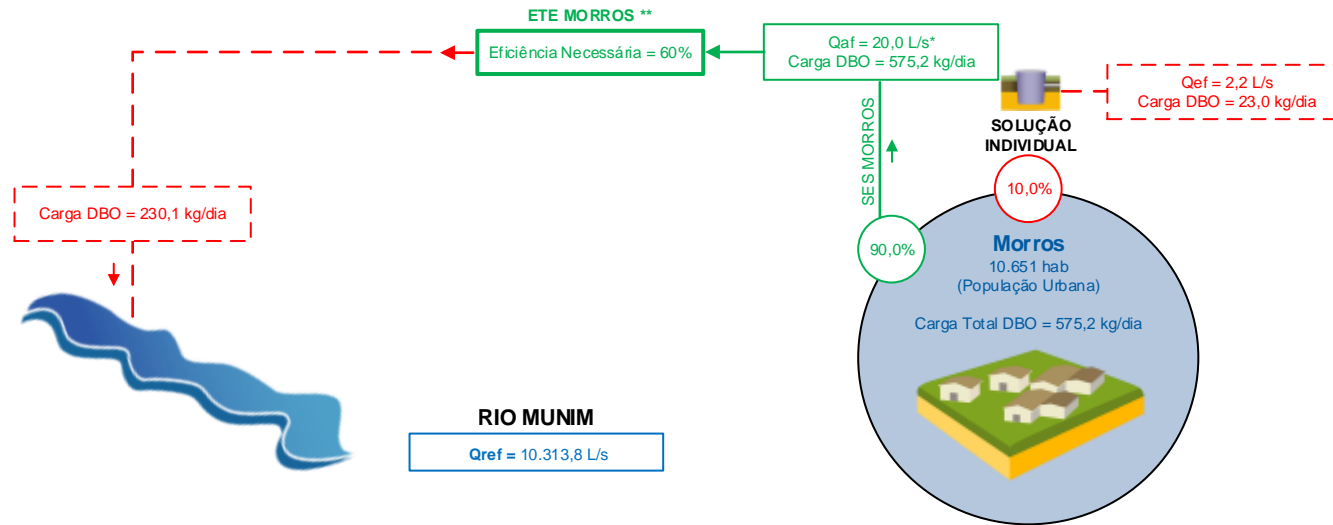 ETE MORROS **
Eficiência Necessária = 60%
Qaf = 20,0 L/s*
Carga DBO = 575,2 kg/dia
Qef = 2,2 L/s
Carga DBO = 23,0 kg/dia
SOLUÇÃO
INDIVIDUAL
SES MORROS
10,0%
90,0%
Carga DBO = 230,1 kg/dia
Morros
10.651 hab
(População Urbana)
Carga Total DBO = 575,2 kg/dia
RIO MUNIM
Qref = 10.313,8 L/s